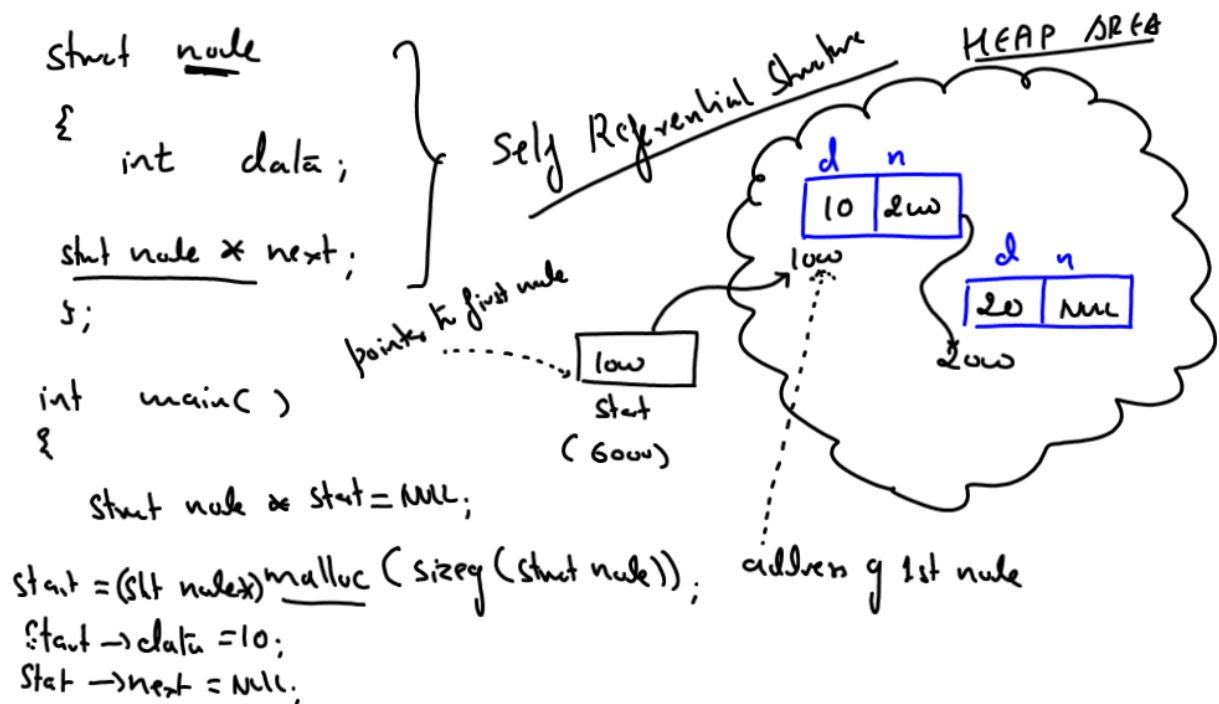 struct node
{
int data;
struct node * next;
};
Self Referential Structure
HEAP AREA
d n
10 2000
1000
d n
20 NULL
2000
pointer to first node
1000
Start
(6000)
int main( )
{
struct node * start = NULL;
start = (struct node*) malloc (sizeof (struct node));
address of 1st node
Start → data = 10;
Start → next = NULL;